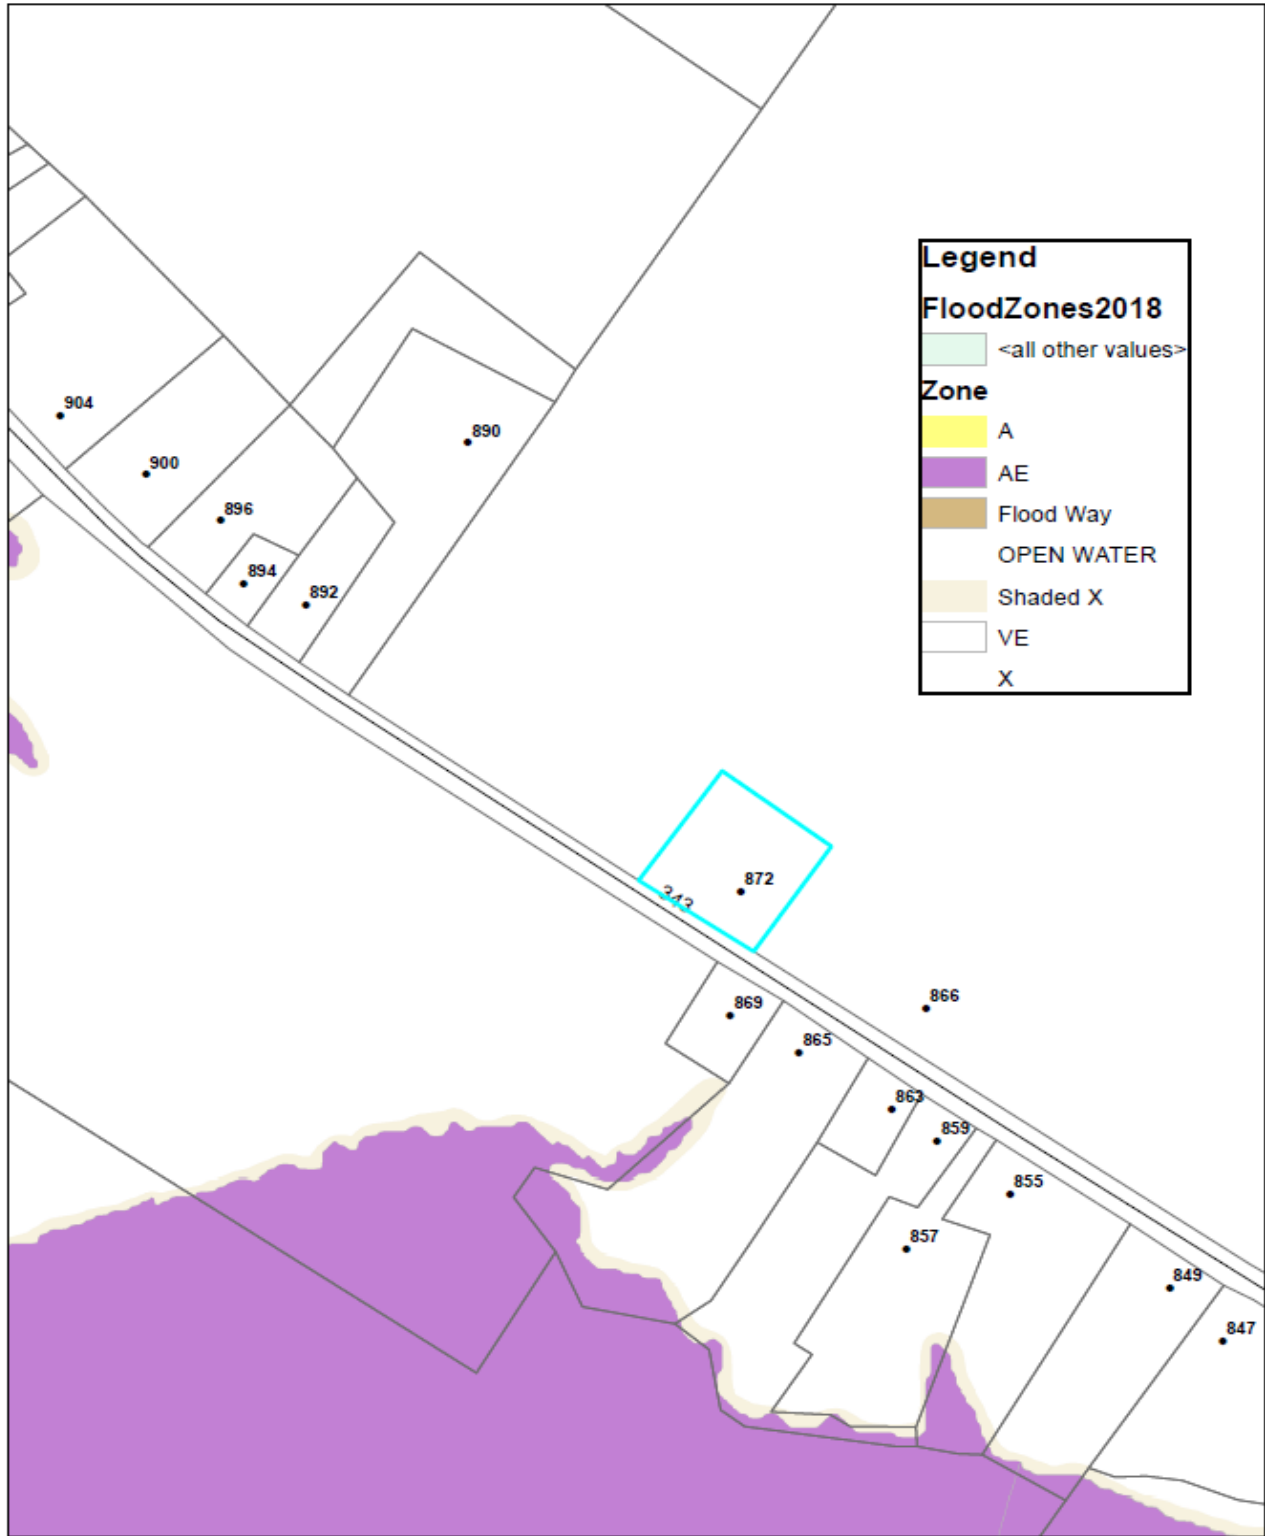 Legend
FloodZones2018
<all other values>
Zone
A
AE
Flood Way
OPEN WATER
Shaded X
VE
X
904
890
900
896
894
892
872
343
866
869
865
863
859
855
857
849
847